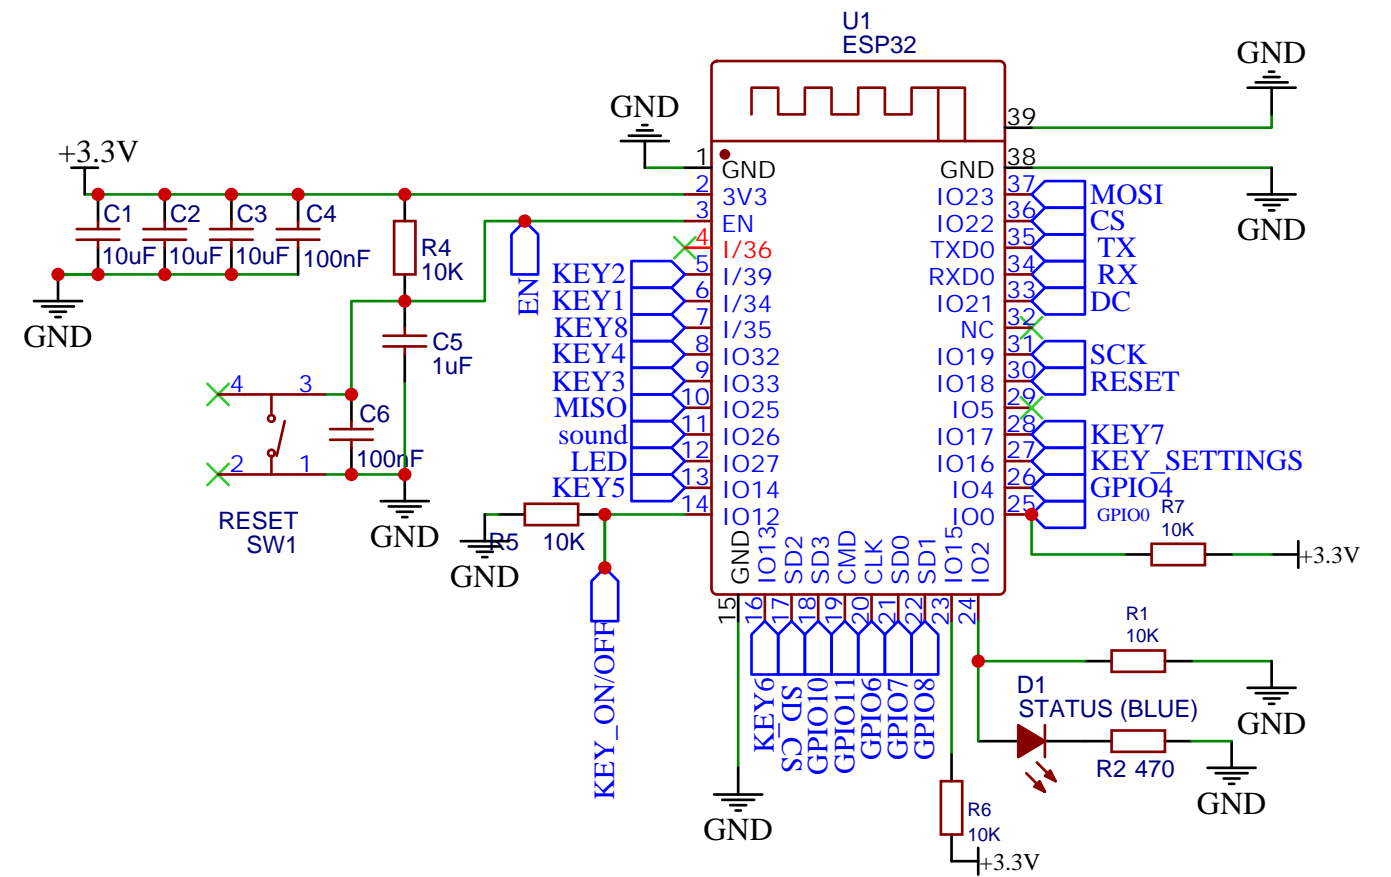 U1
ESP32
GND
GND
+3.3V
C1
10uF
C2
10uF
C3
10uF
C4
100nF
GND
R4
10K
C5
1uF
4
3
2
1
C6
100nF
RESET
SW1
GND
EN
KEY2
KEY1
KEY8
KEY4
KEY3
MISO
sound
LED
KEY5
R5
10K
GND
KEY_ON/OFF
1
GND
2
3V3
3
EN
4
I/36
5
I/39
6
I/34
7
I/35
8
IO32
9
IO33
10
IO25
11
IO26
12
IO27
13
IO14
14
IO12
39
38
GND
37
IO23
MOSI
36
IO22
CS
35
TXD0
TX
34
RXD0
RX
33
IO21
DC
32
NC
31
IO19
SCK
30
IO18
RESET
29
IO5
28
IO17
KEY7
27
IO16
KEY_SETTINGS
26
IO4
GPIO4
25
IO0
GPIO0
GND
R7
10K
+3.3V
GND
15
IO13
16
KEY6
SD2
17
SD_CS
SD3
18
GPIO10
CMD
19
GPIO11
CLK
20
GPIO6
SD0
21
GPIO7
SD1
22
GPIO8
IO15
23
IO2
24
GND
R1
10K
GND
D1
STATUS (BLUE)
R2 470
GND
R6
10K
+3.3V